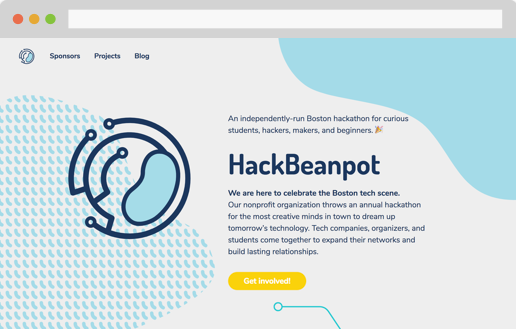 Sponsors Projects Blog
An independently-run Boston hackathon for curious
students, hackers, makers, and beginners.
HackBeanpot
We are here to celebrate the Boston tech scene.
Our nonprofit organization throws an annual hackathon
for the most creative minds in town to dream up
tomorrow's technology. Tech companies, organizers, and
students come together to expand their networks and
build lasting relationships.
Get involved!